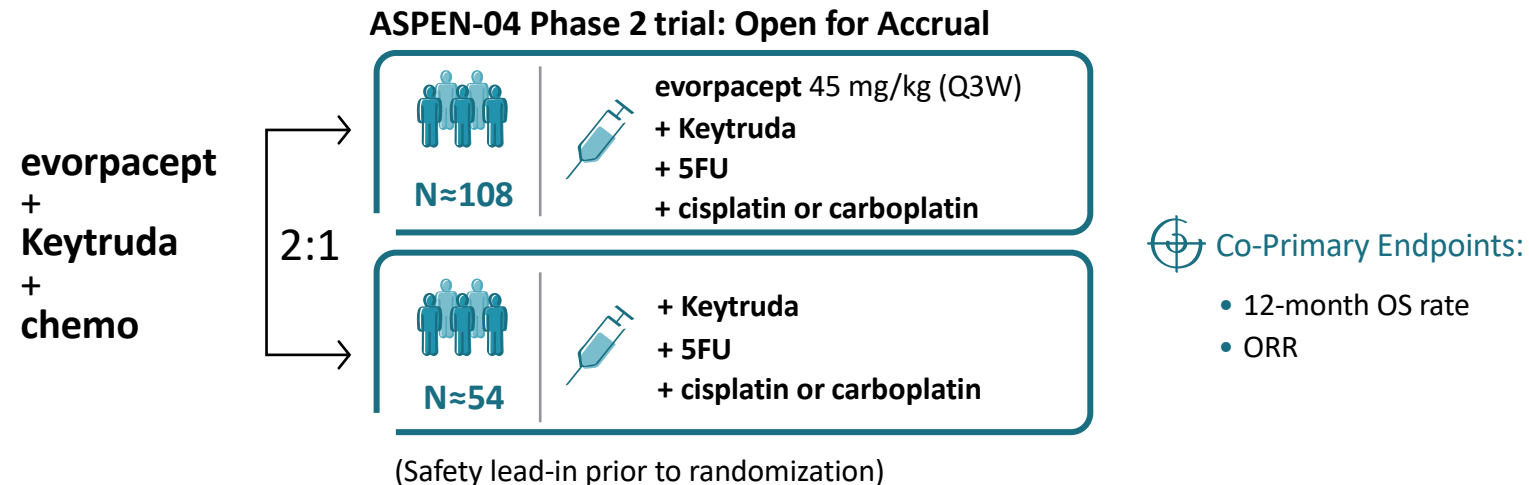 ASPEN-04 Phase 2 trial: Open for Accrual
evorpacept
+
Keytruda
+
chemo
2:1
N≈108
evorpacept 45 mg/kg (Q3W)
+ Keytruda
+ 5FU
+ cisplatin or carboplatin
N≈54
+ Keytruda
+ 5FU
+ cisplatin or carboplatin
(Safety lead-in prior to randomization)
Co-Primary Endpoints:
• 12-month OS rate
• ORR